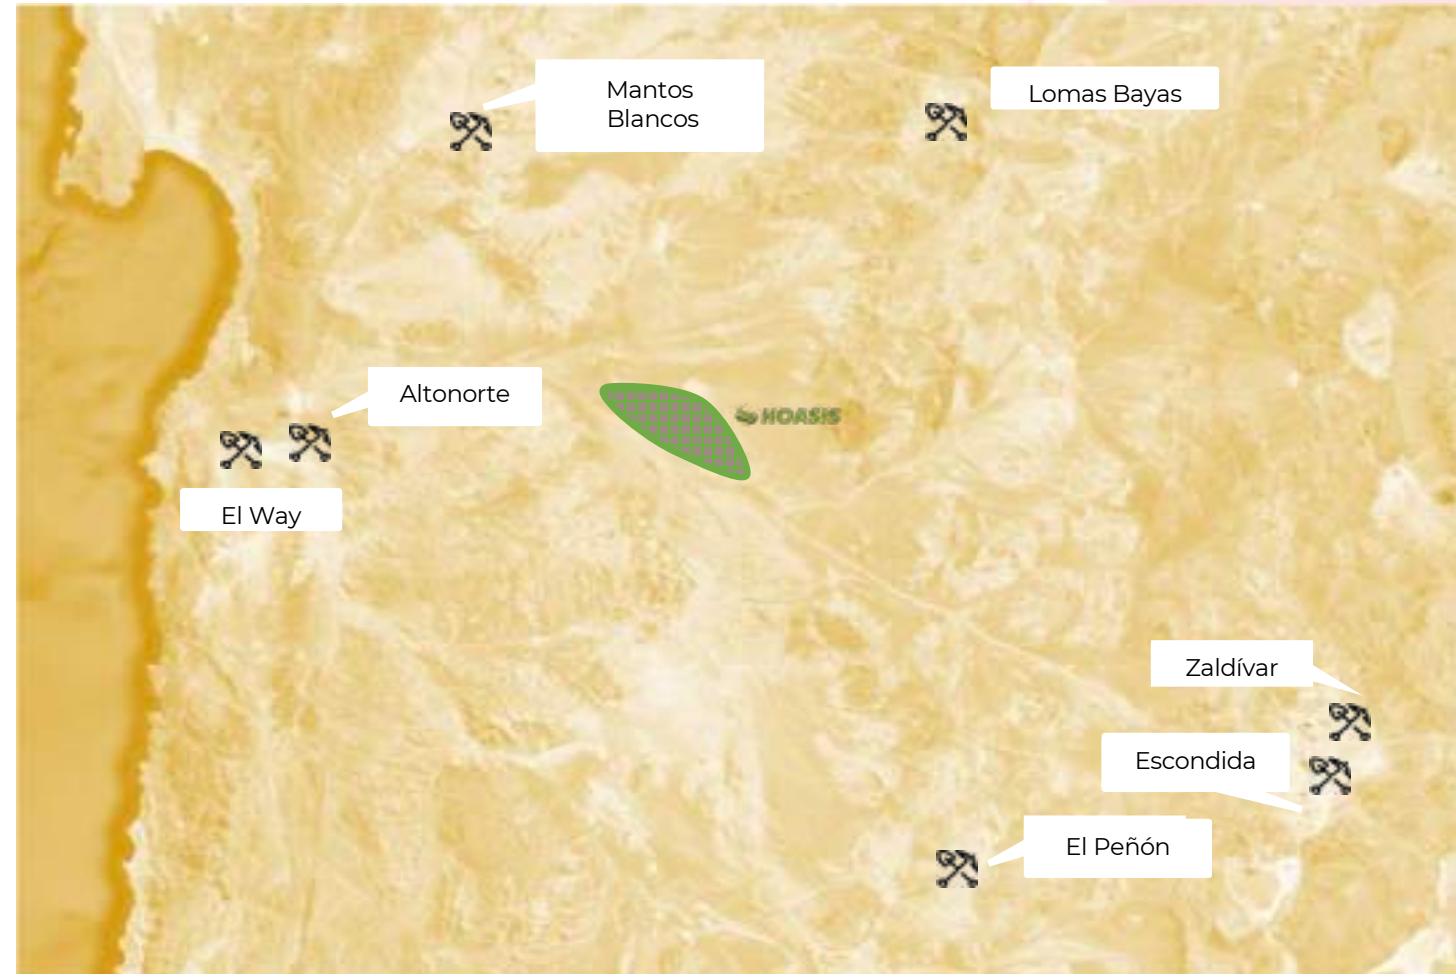 Mantos
Blancos
Lomas Bayas
Altonorte
HOASIS
El Way
Zaldívar
Escondida
El Peñón